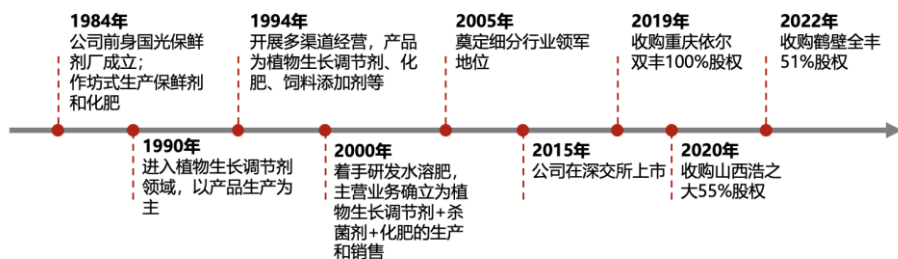 1984年
公司前身国光保鲜
剂厂成立；
作坊式生产保鲜剂
和化肥
1990年
进入植物生长调节剂
领域，以产品生产为
主
1994年
开展多渠道经营，产品
为植物生长调节剂、化
肥、饲料添加剂等
2000年
着手研发水溶肥，
主营业务确立为植
物生长调节剂+杀
菌剂+化肥的生产
和销售
2005年
奠定细分行业领军
地位
2015年
公司在深交所上市
2019年
收购重庆依尔
双丰100%股权
2020年
收购山西浩之
大55%股权
2022年
收购鹤壁全丰
51%股权